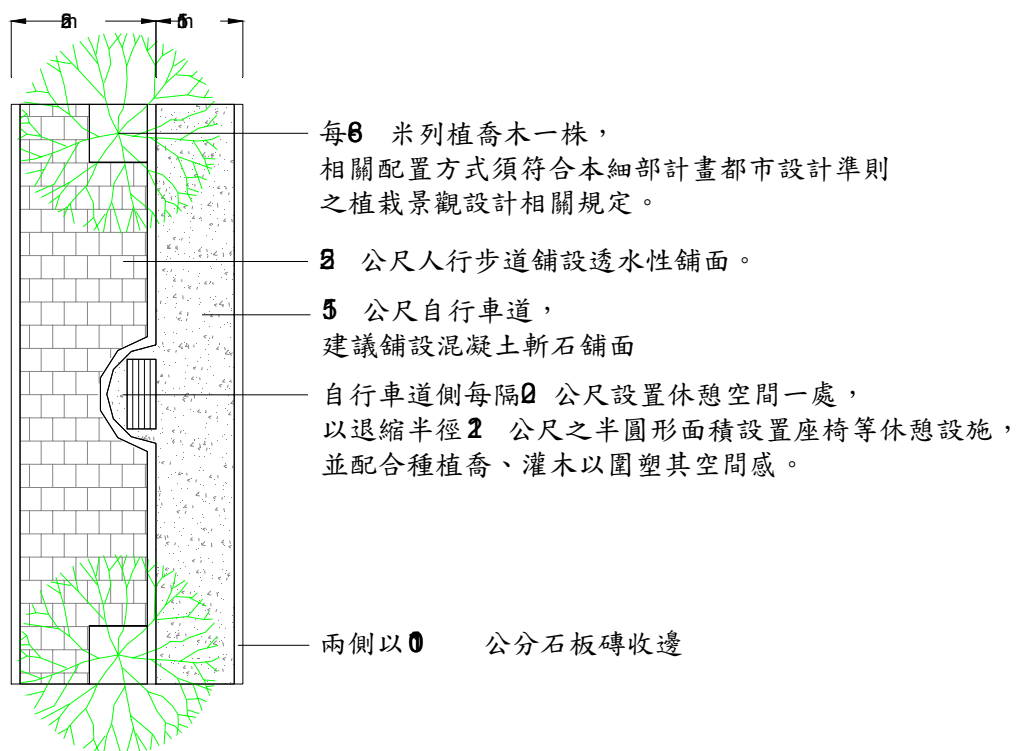 每 米列植喬木一株，
相關配置方式須符合本細部計畫都市設計準則
之植栽景觀設計相關規定。
公尺人行步道舖設透水性舖面。
公尺自行車道，
建議舖設混凝土斬石舖面
自行車道側每隔 公尺設置休憩空間一處，
以退縮半徑 公尺之半圓形面積設置座椅等休憩設施，
並配合種植喬、灌木以圍塑其空間感。
兩側以 公分石板磚收邊